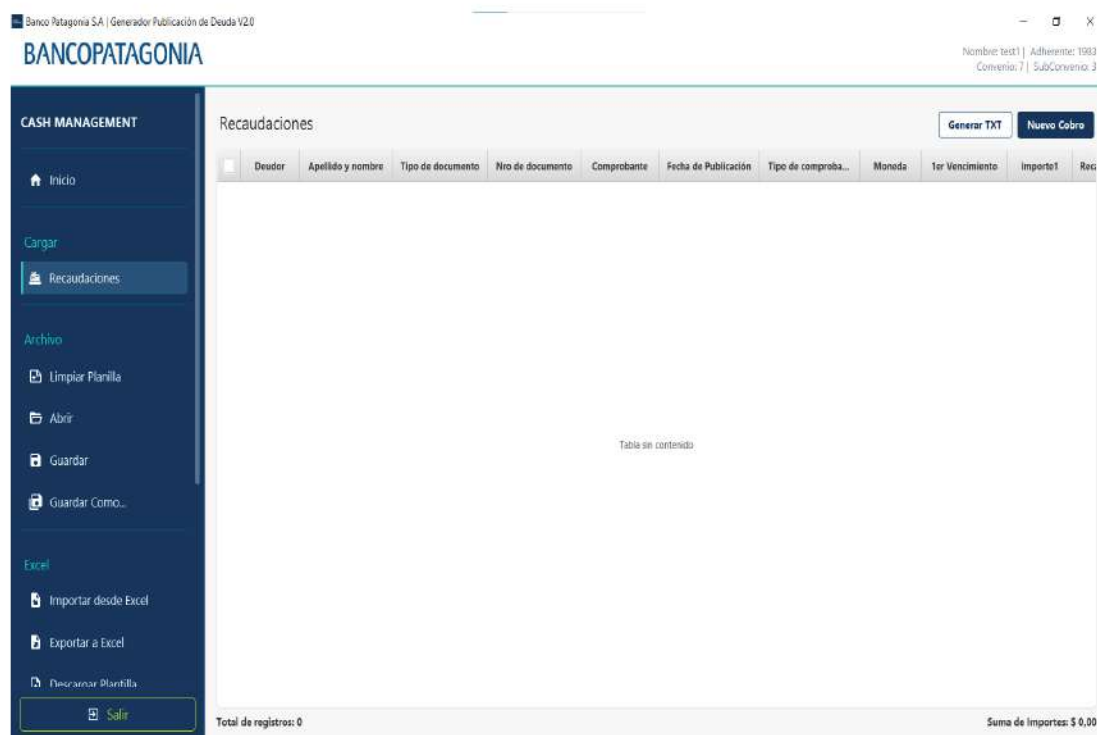 Banco Patagonia S.A | Generador Publicación de Deuda V2.0
BANCOPATAGONIA
Nombre: test1 | Adherente: 1983
Convenio: 7 | SubConvenio: 3
CASH MANAGEMENT
Inicio
Cargar
Recaudaciones
Archivo
Limpiar Planilla
Abrir
Guardar
Guardar Como...
Excel
Importar desde Excel
Exportar a Excel
Descargar Plantilla
Salir
Recaudaciones
Generar TXT
Nuevo Cobro
Deudor Apellido y nombre Tipo de documento Nro de documento Comprobante Fecha de Publicación Tipo de comproba... Moneda 1er Vencimiento Importe1 Reca
Tabla sin contenido
Total de registros: 0
Suma de Importes: $ 0,00